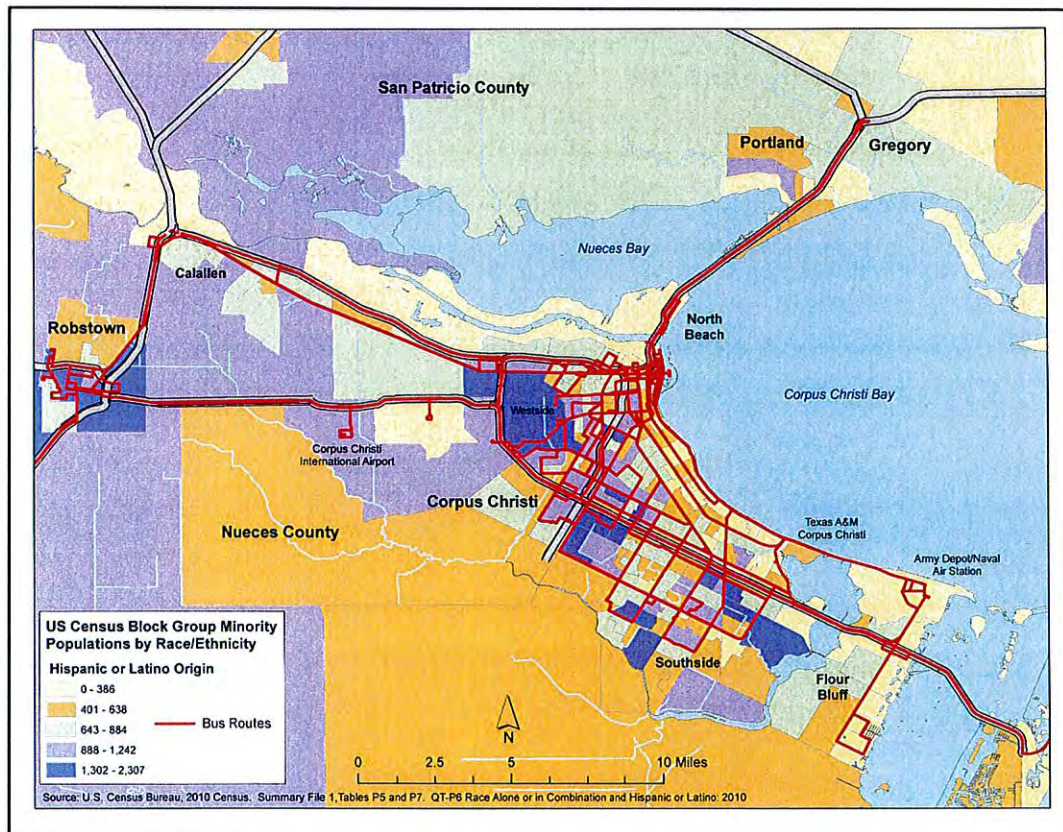 San Patricio County
Portland
Gregory
Nueces Bay
Calallen
Robstown
North
Beach
Corpus Christi Bay
Westside
Corpus Christi
International Airport
Corpus Christi
Nueces County
Texas A&M
Corpus Christi
Army Depot/Naval
Air Station
US Census Block Group Minority
Populations by Race/Ethnicity
Hispanic or Latino Origin
0 - 386
401 - 638
643 - 884
888 - 1,242
1,302 - 2,307
Bus Routes
Southside
Flour
Bluff
N
0 2.5 5 10 Miles
Source: U.S. Census Bureau, 2010 Census. Summary File 1,Tables P5 and P7. QT-P6 Race Alone or in Combination and Hispanic or Latino: 2010